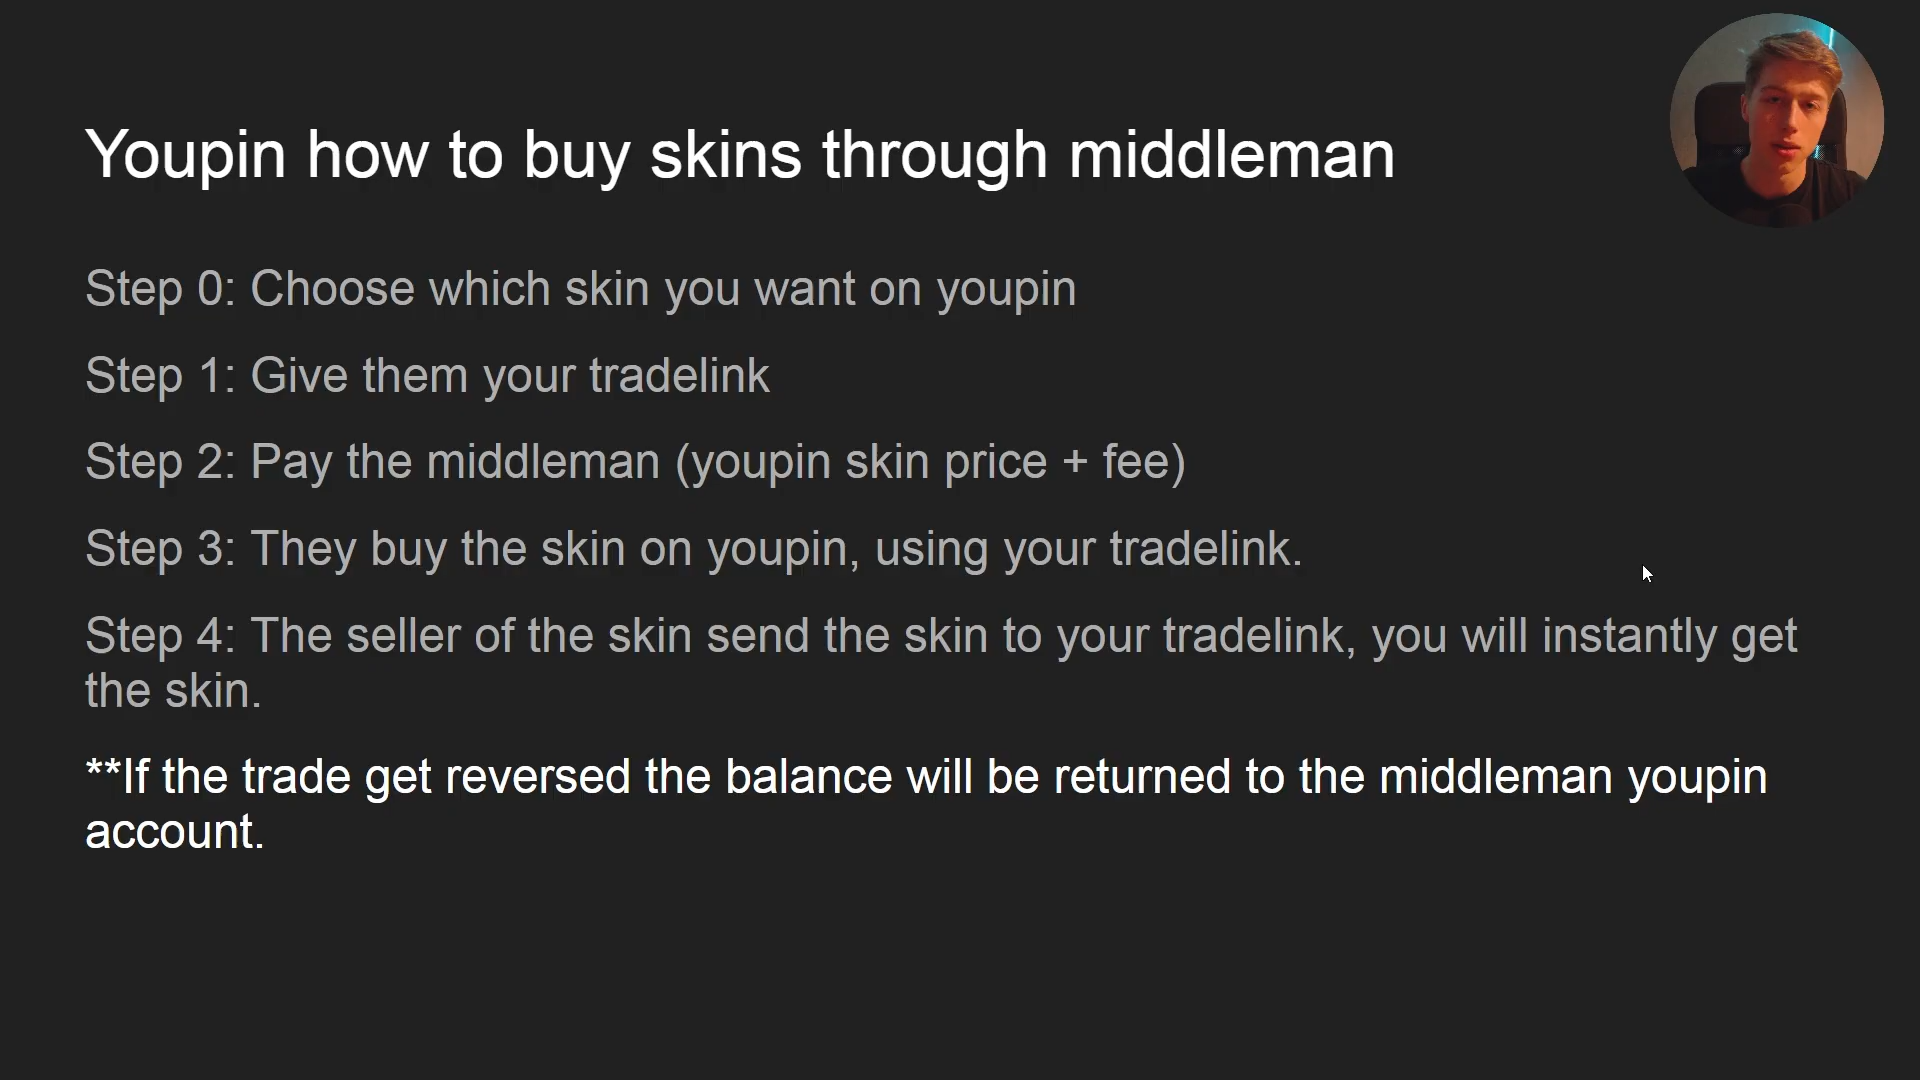 Youpin how to buy skins through middleman
Step 0: Choose which skin you want on youpin
Step 1: Give them your tradelink
Step 2: Pay the middleman (youpin skin price + fee)
Step 3: They buy the skin on youpin, using your tradelink.
Step 4: The seller of the skin send the skin to your tradelink, you will instantly get
the skin.
**If the trade get reversed the balance will be returned to the middleman youpin
account.